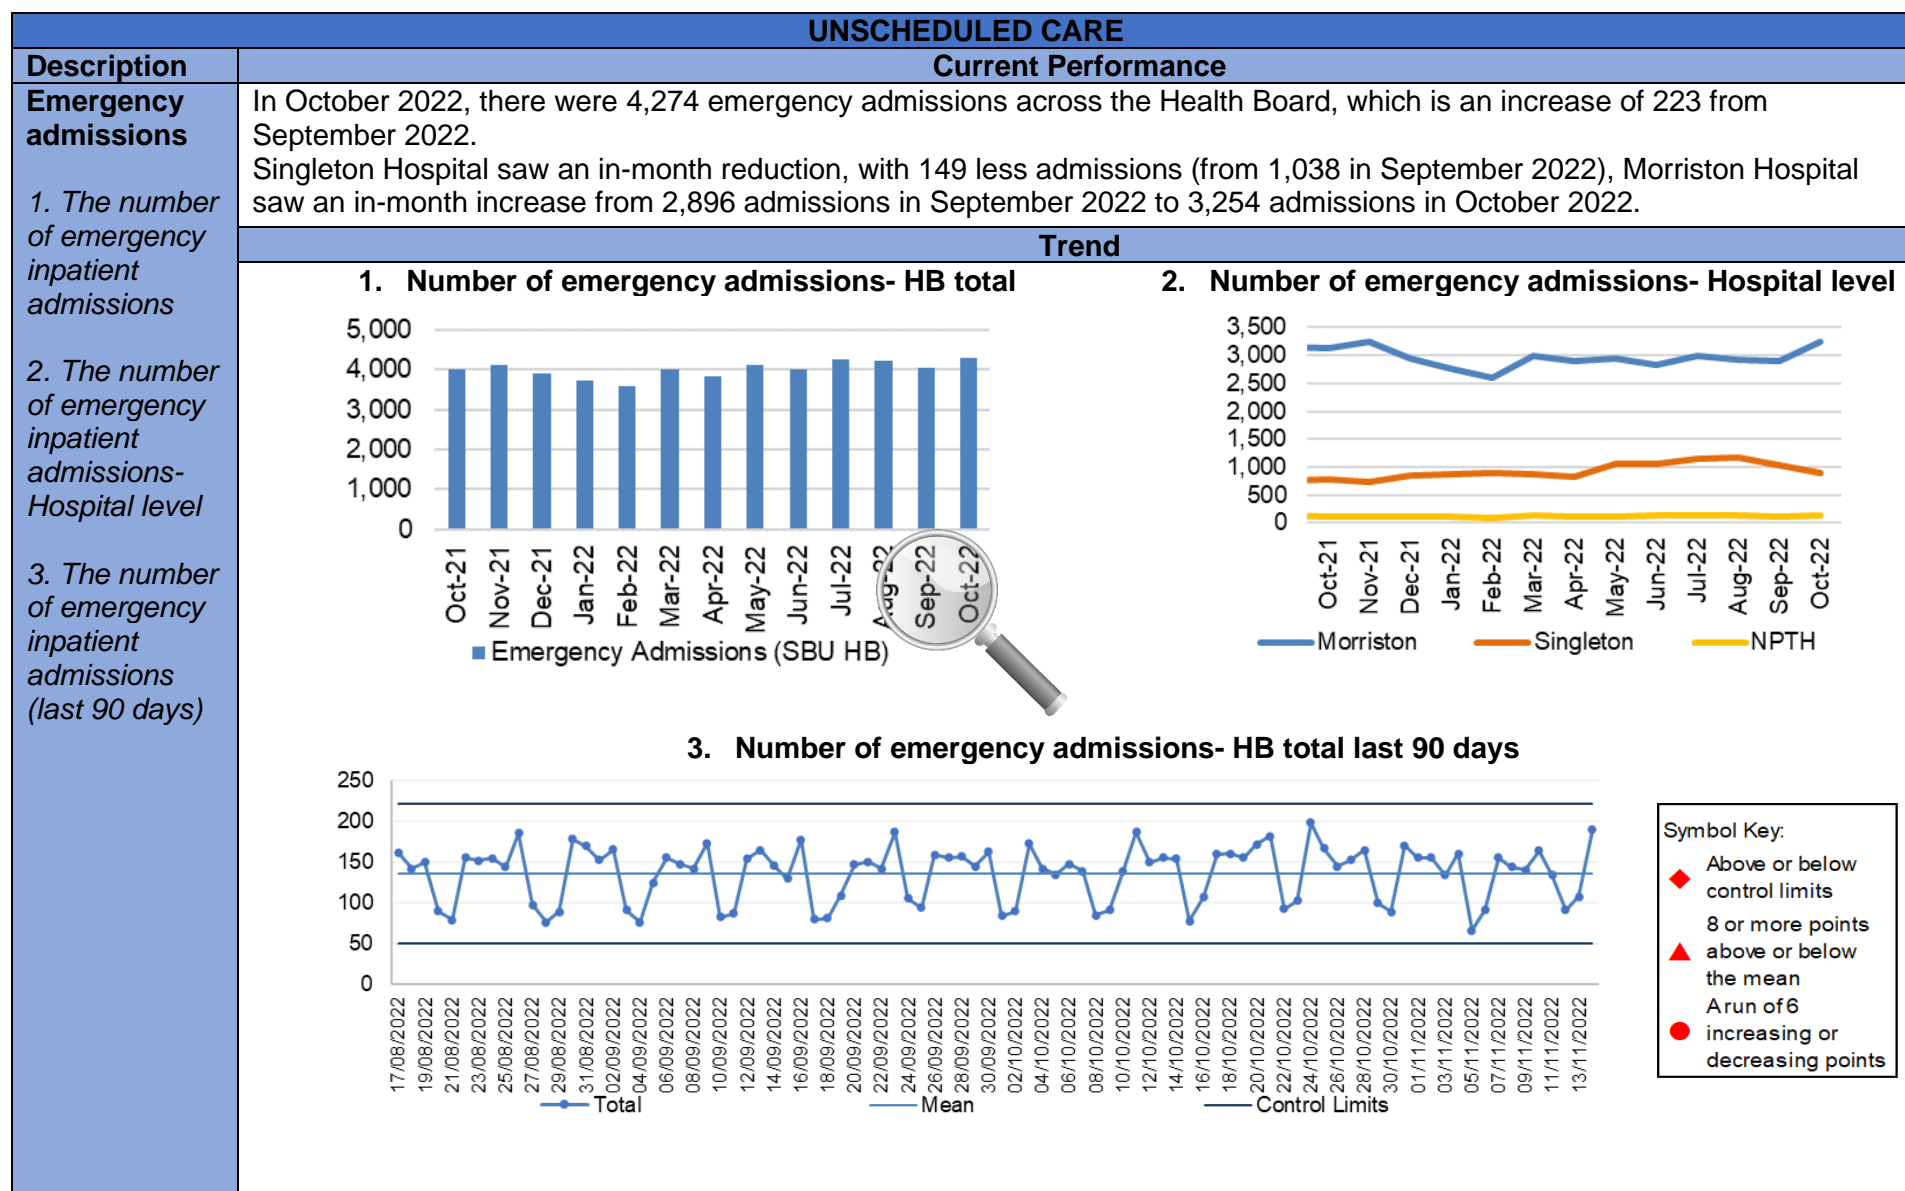 UNSCHEDULED CARE
Description
Current Performance
Emergency
admissions
1. The number
of emergency
inpatient
admissions
2. The number
of emergency
inpatient
admissions-
Hospital level
3. The number
of emergency
inpatient
admissions
(last 90 days)
In October 2022, there were 4,274 emergency admissions across the Health Board, which is an increase of 223 from
September 2022.
Singleton Hospital saw an in-month reduction, with 149 less admissions (from 1,038 in September 2022), Morriston Hospital
saw an in-month increase from 2,896 admissions in September 2022 to 3,254 admissions in October 2022.
Trend
1. Number of emergency admissions- HB total
5,000
4,000
3,000
2,000
1,000
0
Oct-21
Nov-21
Dec-21
Jan-22
Feb-22
Mar-22
Apr-22
May-22
Jun-22
Jul-22
Aug-22
Sep-22
Oct-22
Emergency Admissions (SBU HB)
2. Number of emergency admissions- Hospital level
3,500
3,000
2,500
2,000
1,500
1,000
500
0
Oct-21
Nov-21
Dec-21
Jan-22
Feb-22
Mar-22
Apr-22
May-22
Jun-22
Jul-22
Aug-22
Sep-22
Oct-22
Morriston
Singleton
NPTH
3. Number of emergency admissions- HB total last 90 days
250
200
150
100
50
0
17/08/2022
19/08/2022
21/08/2022
23/08/2022
25/08/2022
27/08/2022
29/08/2022
31/08/2022
02/09/2022
04/09/2022
06/09/2022
08/09/2022
10/09/2022
12/09/2022
14/09/2022
16/09/2022
18/09/2022
20/09/2022
22/09/2022
24/09/2022
26/09/2022
28/09/2022
30/09/2022
02/10/2022
04/10/2022
06/10/2022
08/10/2022
10/10/2022
12/10/2022
14/10/2022
16/10/2022
18/10/2022
20/10/2022
22/10/2022
24/10/2022
26/10/2022
28/10/2022
30/10/2022
01/11/2022
03/11/2022
05/11/2022
07/11/2022
09/11/2022
11/11/2022
13/11/2022
Total
Mean
Control Limits
Symbol Key:
Above or below
control limits
8 or more points
above or below
the mean
A run of 6
increasing or
decreasing points